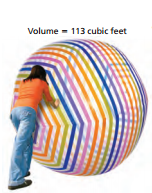 Volume = 113 cubic feet